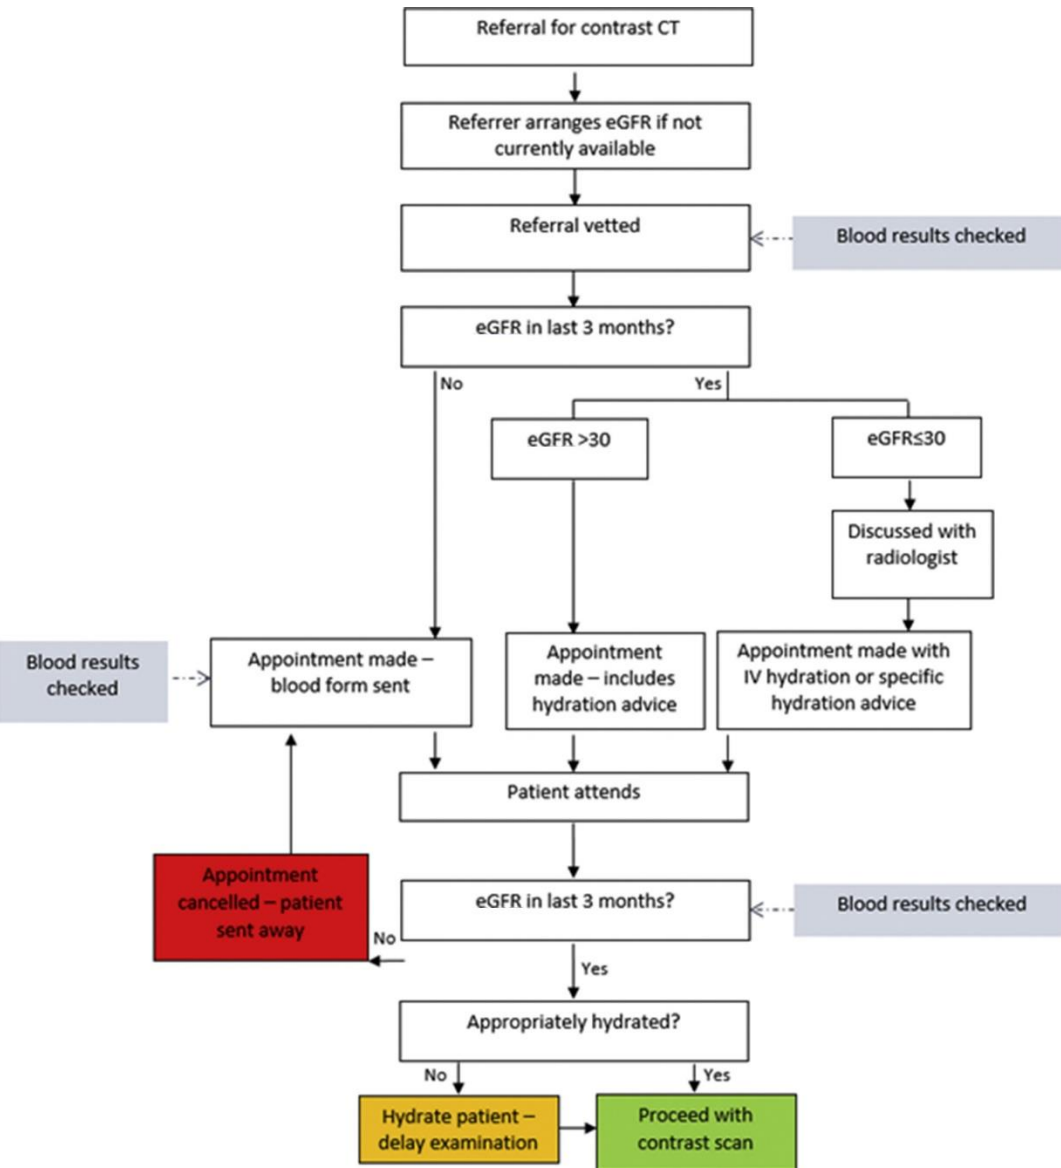 Referral for contrast CT
Referrer arranges eGFR if not
currently available
Referral vetted
Blood results checked
eGFR in last 3 months?
No
Yes
eGFR >30
eGFR≤30
Discussed with
radiologist
Blood results
checked
Appointment made –
blood form sent
Appointment
made – includes
hydration advice
Appointment made with
IV hydration or specific
hydration advice
Patient attends
Appointment
cancelled – patient
sent away
eGFR in last 3 months?
Blood results checked
No
Yes
Appropriately hydrated?
No
Yes
Hydrate patient –
delay examination
Proceed with
contrast scan